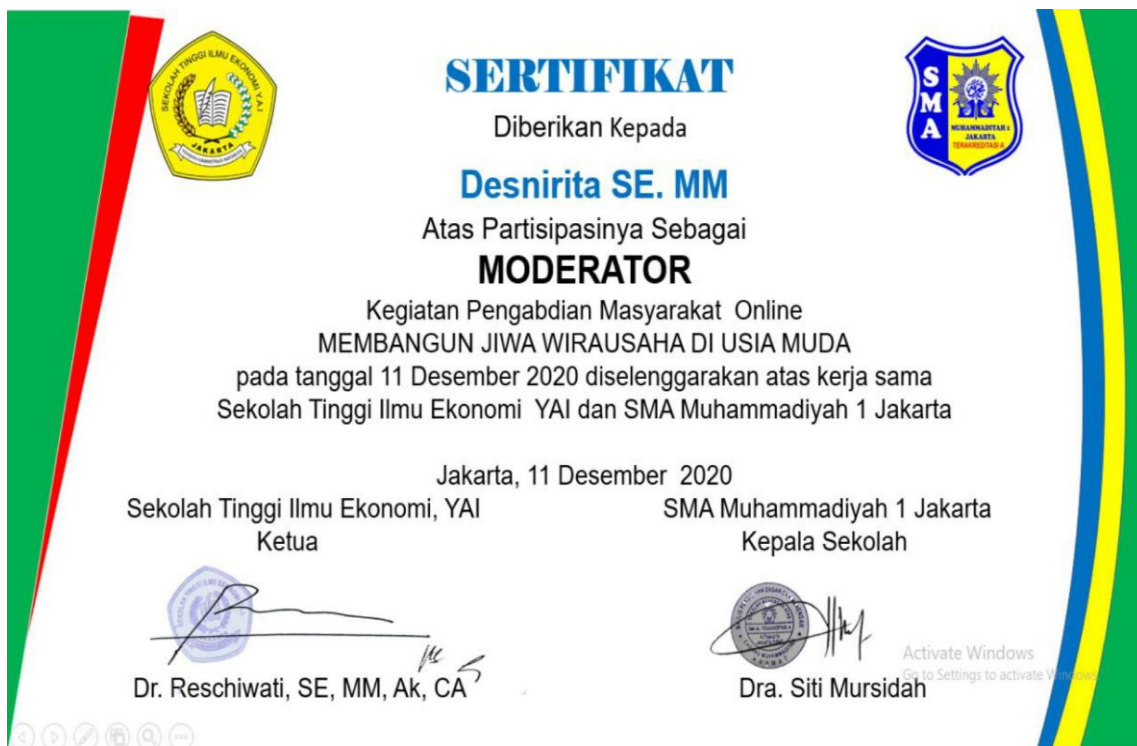 SEKOLAH TINGGI ILMU EKONOMI Y.A.I
JAKARTA
SERTIFIKAT
Diberikan Kepada
SMA
MUHAMMADIYAH 1
JAKARTA
TERAKREDITASI A
Desnirita SE. MM
Atas Partisipasinya Sebagai
MODERATOR
Kegiatan Pengabdian Masyarakat Online
MEMBANGUN JIWA WIRAUSAHA DI USIA MUDA
pada tanggal 11 Desember 2020 diselenggarakan atas kerja sama
Sekolah Tinggi Ilmu Ekonomi YAI dan SMA Muhammadiyah 1 Jakarta
Jakarta, 11 Desember 2020
Sekolah Tinggi Ilmu Ekonomi, YAI
Ketua
SMA Muhammadiyah 1 Jakarta
Kepala Sekolah
Dr. Reschiwati, SE, MM, Ak, CA
Dra. Siti Mursidah
Activate Windows
Go to Settings to activate Windows.